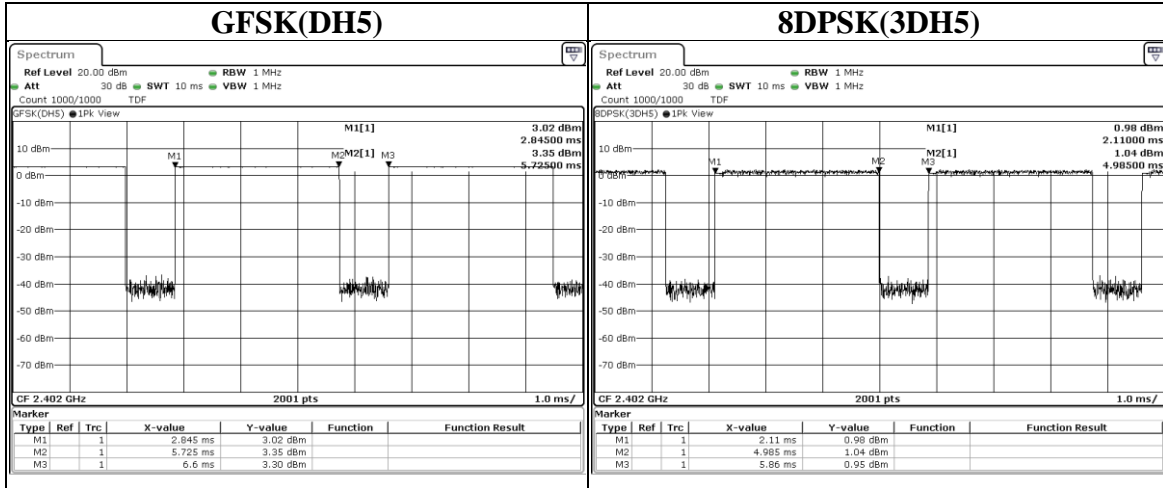 GFSK(DH5)
Spectrum
Ref Level 20.00 dBm RBW 1 MHz
Att 30 dB SWT 10 ms VBW 1 MHz
Count 1000/1000 TDF
GFSK(DH5) 1Pk View
M1[1] 3.02 dBm
2.84500 ms
10 dBm
M2[1] 3.35 dBm
5.72500 ms
M1 M2 M3
0 dBm
-10 dBm
-20 dBm
-30 dBm
-40 dBm
-50 dBm
-60 dBm
-70 dBm
CF 2.402 GHz 2001 pts 1.0 ms/
Marker
Type Ref Trc X-value Y-value Function Function Result
M1 1 2.845 ms 3.02 dBm
M2 1 5.725 ms 3.35 dBm
M3 1 6.6 ms 3.30 dBm
8DPSK(3DH5)
Spectrum
Ref Level 20.00 dBm RBW 1 MHz
Att 30 dB SWT 10 ms VBW 1 MHz
Count 1000/1000 TDF
8DPSK(3DH5) 1Pk View
M1[1] 0.98 dBm
2.11000 ms
10 dBm
M2[1] 1.04 dBm
4.98500 ms
M1 M2 M3
0 dBm
-10 dBm
-20 dBm
-30 dBm
-40 dBm
-50 dBm
-60 dBm
-70 dBm
CF 2.402 GHz 2001 pts 1.0 ms/
Marker
Type Ref Trc X-value Y-value Function Function Result
M1 1 2.11 ms 0.98 dBm
M2 1 4.985 ms 1.04 dBm
M3 1 5.86 ms 0.95 dBm